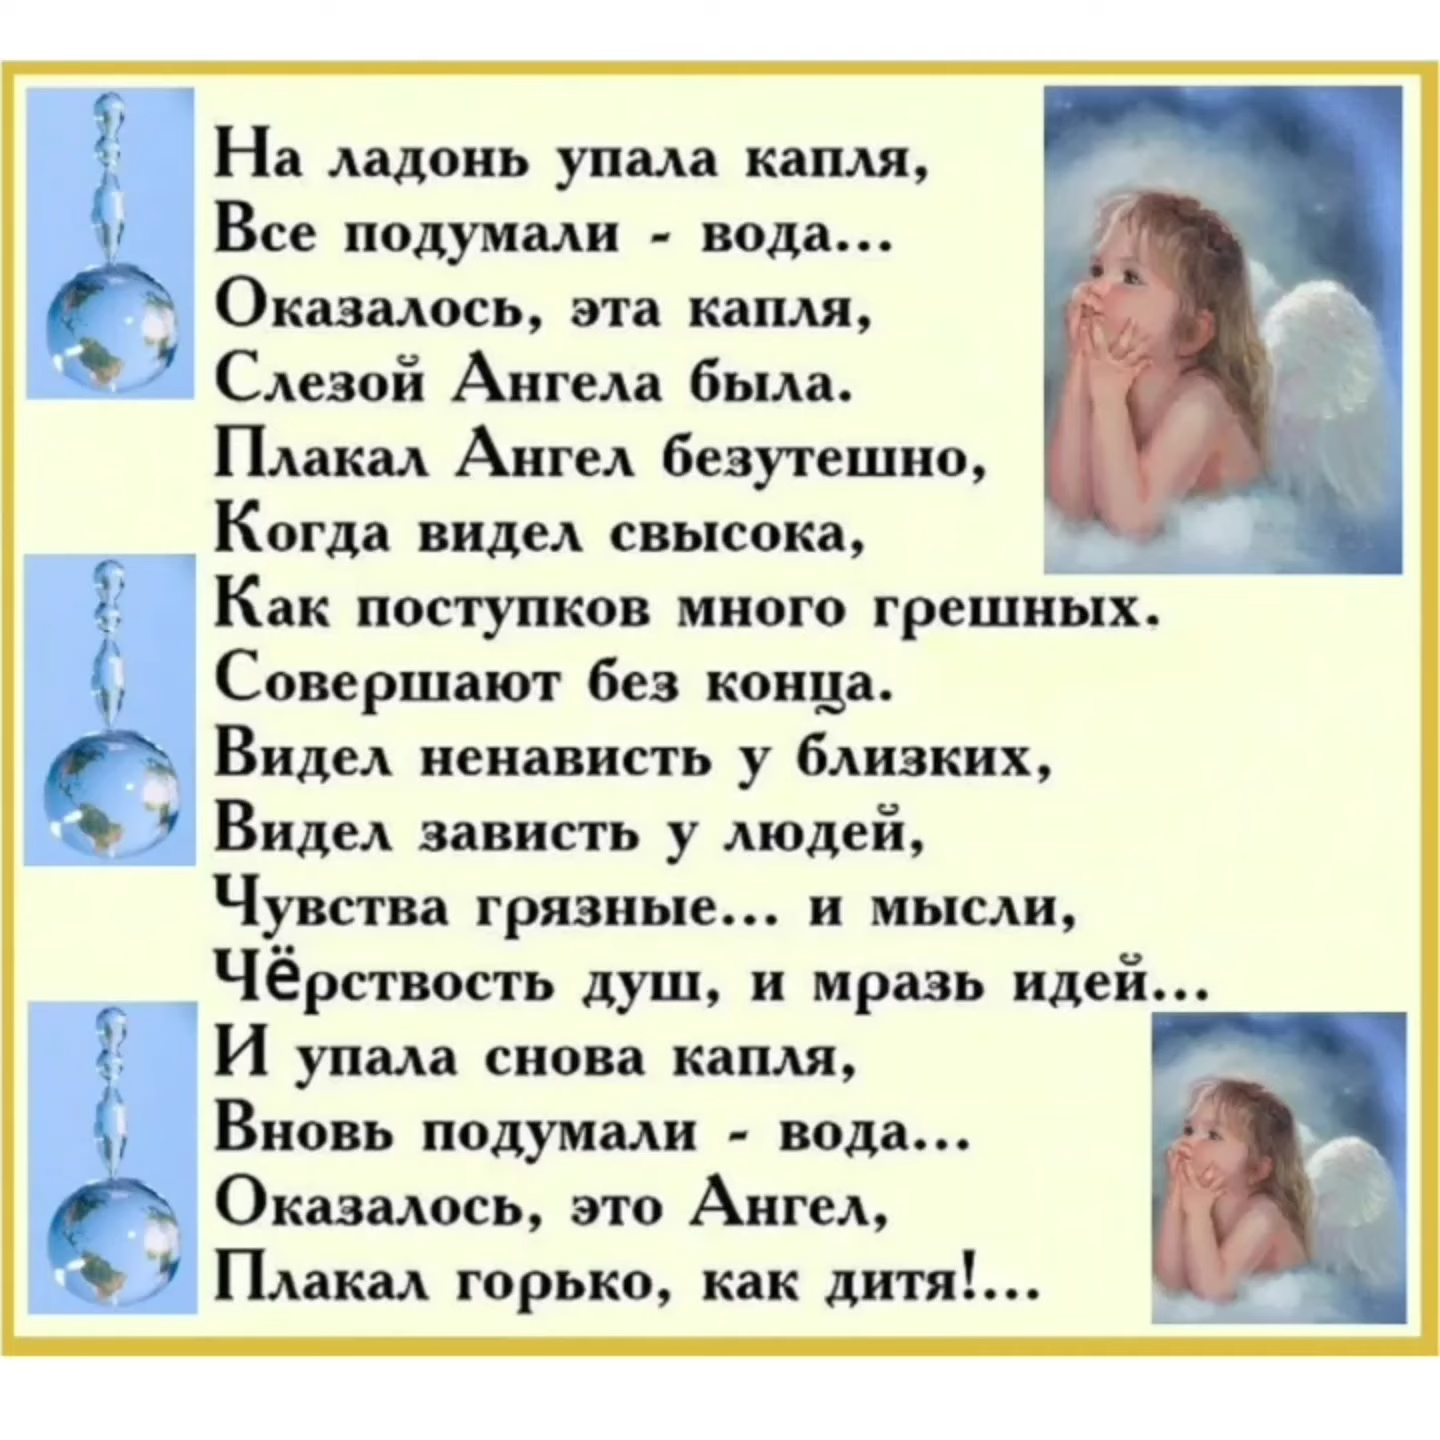 На ладонь упала капля,
Все подумали - вода...
Оказалось, эта капля,
Слезой Ангела была.
Плакал Ангел безутешно,
Когда видел свысока,
Как поступков много грешных.
Совершают без конца.
Видел ненависть у близких,
Видел зависть у людей,
Чувства грязные... и мысли,
Чёрствость душ, и мразь идей...
И упала снова капля,
Вновь подумали - вода...
Оказалось, это Ангел,
Плакал горько, как дитя!...